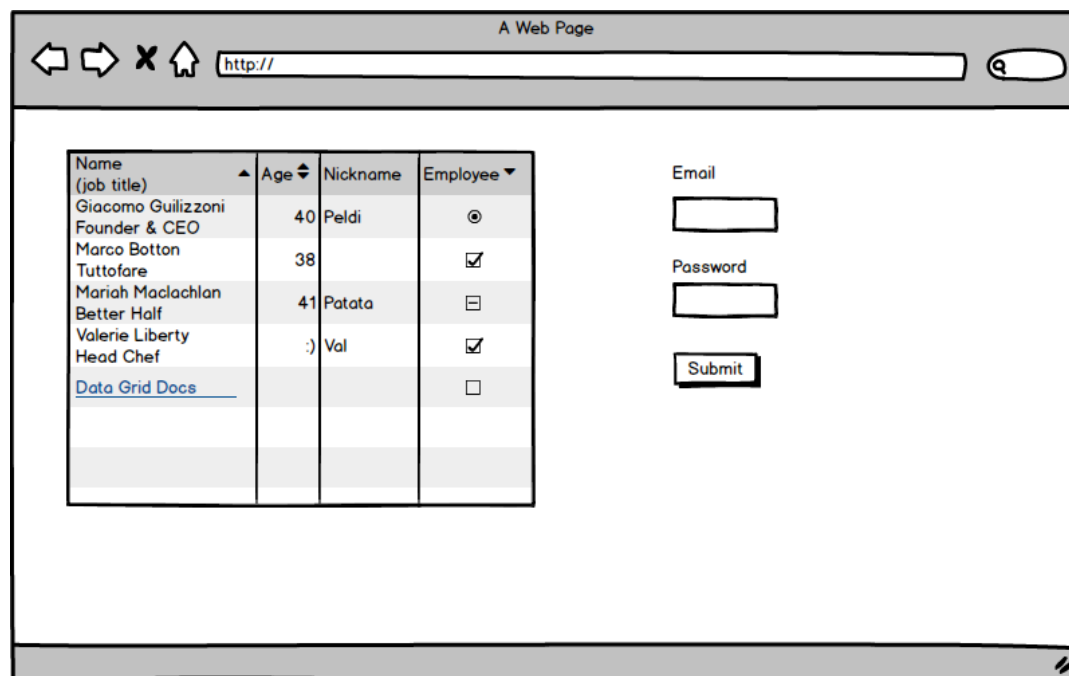 A Web Page
http://
Name
(job title)
Age
Nickname
Employee
Giacomo Guilizzoni
Founder & CEO
40
Peldi
Marco Botton
Tuttofare
38
Mariah Maclachlan
Better Half
41
Patata
Valerie Liberty
Head Chef
:)
Val
Data Grid Docs
Email
Password
Submit